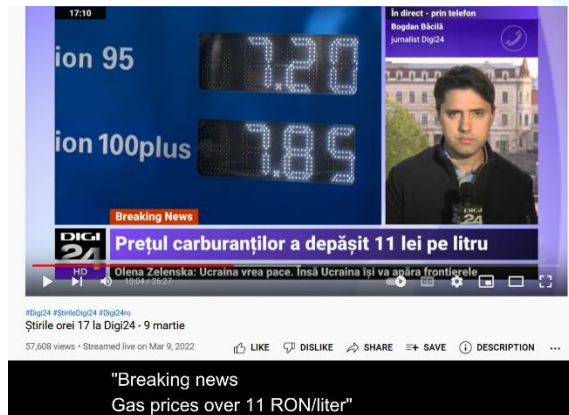 17:10
ion 95
7.20
ion 100plus
7.85
În direct - prin telefon
Bogdan Băcilă
jurnalist Digi24
24
Breaking News
DIGI
24
HD
Prețul carburanților a depășit 11 lei pe litru
Olena Zelenska: Ucraina vrea pace. Însă Ucraina își va apăra frontierele
10:04 / 26:27
CC
HD
#Digi24 #ȘtirileDigi24 #Digi24ro
Știrile orei 17 la Digi24 - 9 martie
57,608 views • Streamed live on Mar 9, 2022
LIKE
DISLIKE
SHARE
SAVE
DESCRIPTION
"Breaking news
Gas prices over 11 RON/liter"